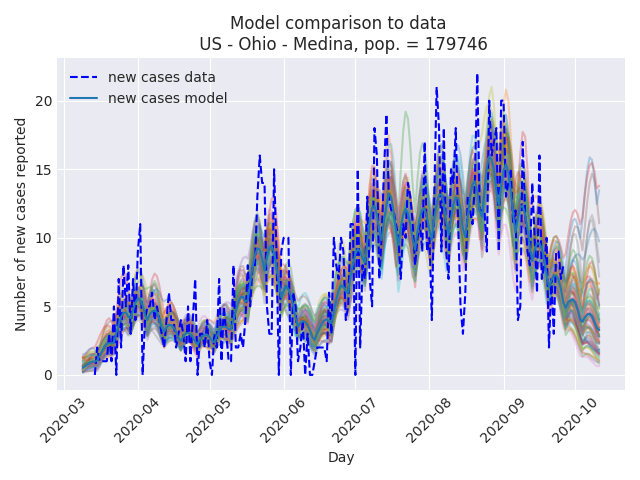 Model comparison to data
US - Ohio - Medina, pop. = 179746
new cases data
new cases model
Number of new cases reported
20
15
10
5
0
2020-03
2020-04
2020-05
2020-06
2020-07
2020-08
2020-09
2020-10
Day